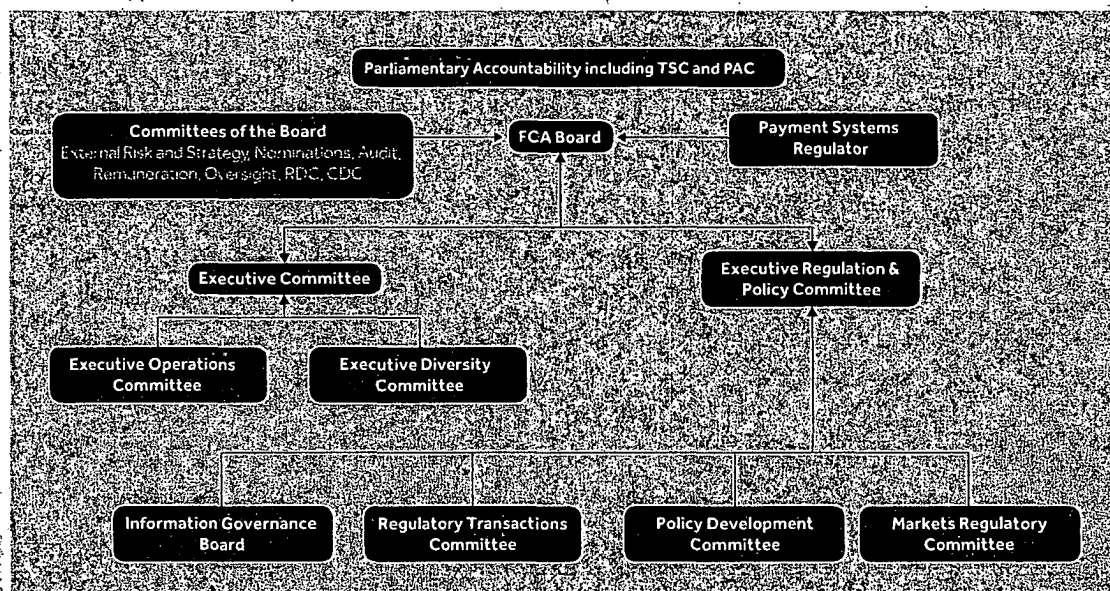 Parliamentary Accountability including TSC and PAC
Committees of the Board
External Risk and Strategy, Nominations, Audit,
Remuneration, Oversight, RDC, CDC
FCA Board
Payment Systems
Regulator
Executive Committee
Executive Regulation &
Policy Committee
Executive Operations
Committee
Executive Diversity
Committee
Information Governance
Board
Regulatory Transactions
Committee
Policy Development
Committee
Markets Regulatory
Committee